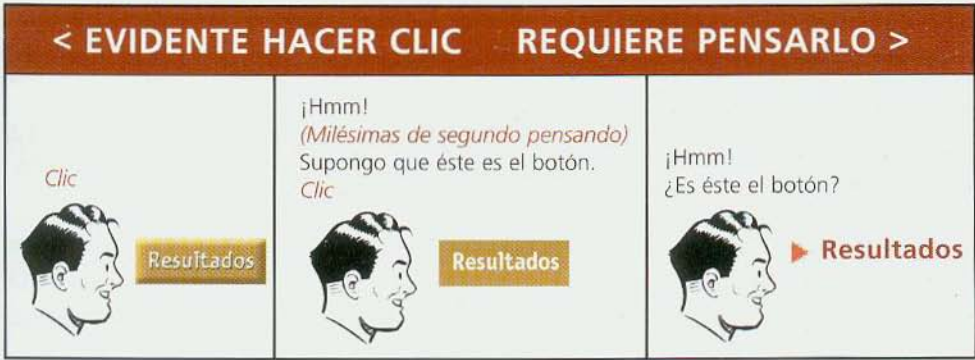 < EVIDENTE HACER CLIC REQUIERE PENSARLO >
Clic
Resultados
¡Hmm!
(Milésimas de segundo pensando)
Supongo que éste es el botón.
Clic
Resultados
¡Hmm!
¿Es éste el botón?
Resultados